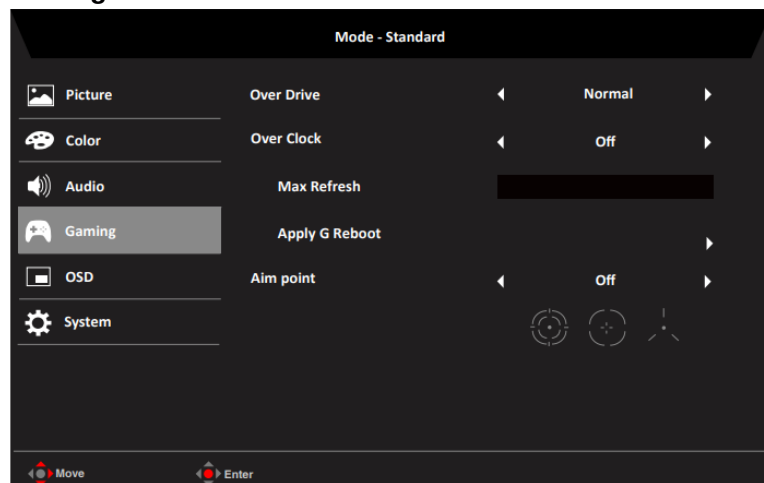 Mode - Standard
Picture
Over Drive
Normal
Color
Over Clock
Off
Audio
Max Refresh
Gaming
Apply G Reboot
OSD
Aim point
Off
System
Move
Enter